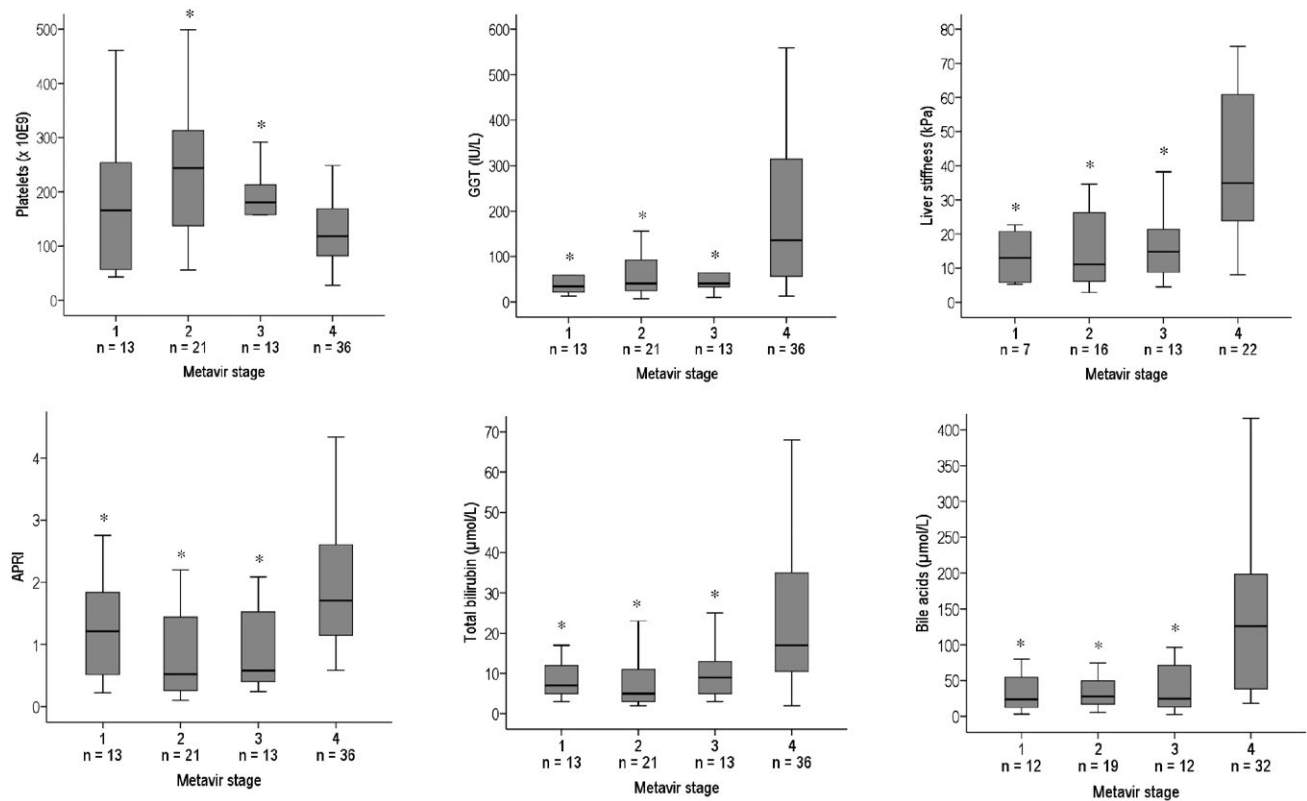 *
500
400
300
200
100
0
Platelets (x 10E9)
*
1 2 3 4
n = 13 n = 21 n = 13 n = 36
Metavir stage
600
500
400
300
200
100
0
GGT (IU/L)
* * *
1 2 3 4
n = 13 n = 21 n = 13 n = 36
Metavir stage
80
70
60
50
40
30
20
10
0
Liver stiffness (kPa)
* * *
1 2 3 4
n = 7 n = 16 n = 13 n = 22
Metavir stage
4
3
2
1
0
APRI
* * *
1 2 3 4
n = 13 n = 21 n = 13 n = 36
Metavir stage
70
60
50
40
30
20
10
0
Total bilirubin (µmol/L)
* * *
1 2 3 4
n = 13 n = 21 n = 13 n = 36
Metavir stage
400
350
300
250
200
150
100
50
0
Bile acids (µmol/L)
* * *
1 2 3 4
n = 12 n = 19 n = 12 n = 32
Metavir stage